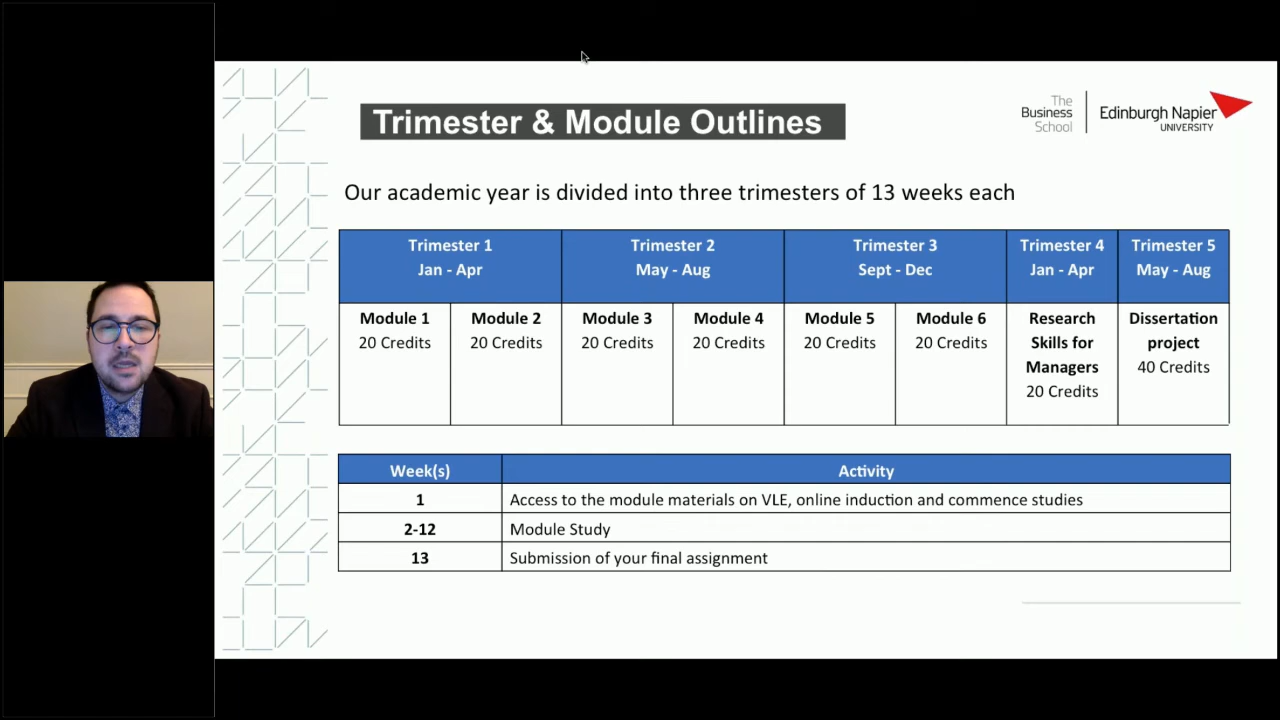 Trimester & Module Outlines
The
Business
School
Edinburgh Napier
UNIVERSITY
Our academic year is divided into three trimesters of 13 weeks each
Trimester 1
Jan - Apr
Trimester 2
May - Aug
Trimester 3
Sept - Dec
Trimester 4
Jan - Apr
Trimester 5
May - Aug
Module 1
20 Credits
Module 2
20 Credits
Module 3
20 Credits
Module 4
20 Credits
Module 5
20 Credits
Module 6
20 Credits
Research
Skills for
Managers
20 Credits
Dissertation
project
40 Credits
Week(s)
Activity
1
Access to the module materials on VLE, online induction and commence studies
2-12
Module Study
13
Submission of your final assignment